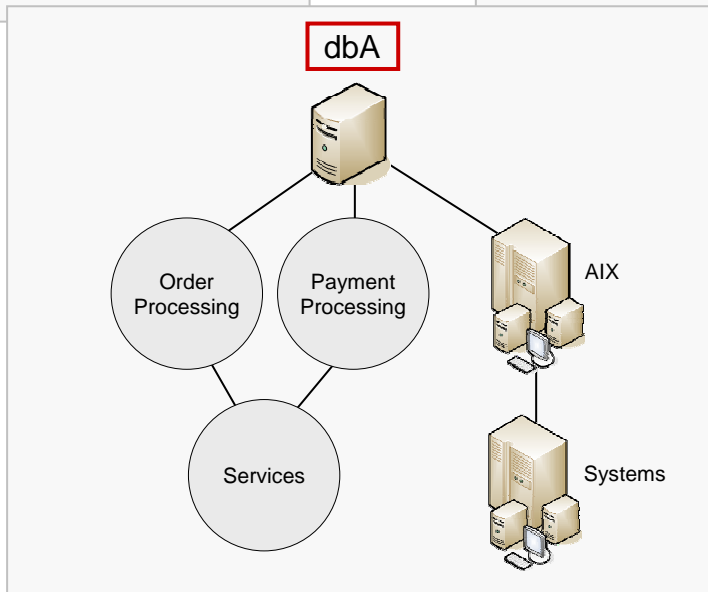 dbA
Order
Processing
Payment
Processing
AIX
Services
Systems